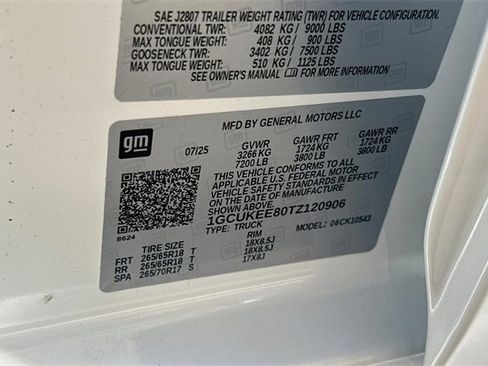 SAE J2807 TRAILER WEIGHT RATING (TWR) FOR VEHICLE CONFIGURATION.
CONVENTIONAL TWR: 4082 KG / 9000 LBS
MAX TONGUE WEIGHT: 408 KG / 900 LBS
GOOSENECK TWR: 3402 KG / 7500 LBS
MAX TONGUE WEIGHT: 510 KG / 1125 LBS
SEE OWNER'S MANUAL FOR MORE INFORMATION
gm
MFD BY GENERAL MOTORS LLC
07/25 GVWR GAWR FRT GAWR RR
3266 KG 1724 KG 1724 KG
7200 LB 3800 LB 3800 LB
THIS VEHICLE CONFORMS TO ALL APPLI-
CABLE U.S. FEDERAL MOTOR VEHICLE
SAFETY STANDARDS IN EFFECT ON THE
DATE OF MANUFACTURE SHOWN ABOVE.
1GCUKEE80TZ120906
8624 TYPE: TRUCK MODEL: 06CK10543
TIRE SIZE RIM
FRT 265/65R18 T 18X8.5J
RR 265/65R18 T 18X8.5J
SPA 265/70R17 S 17X8J